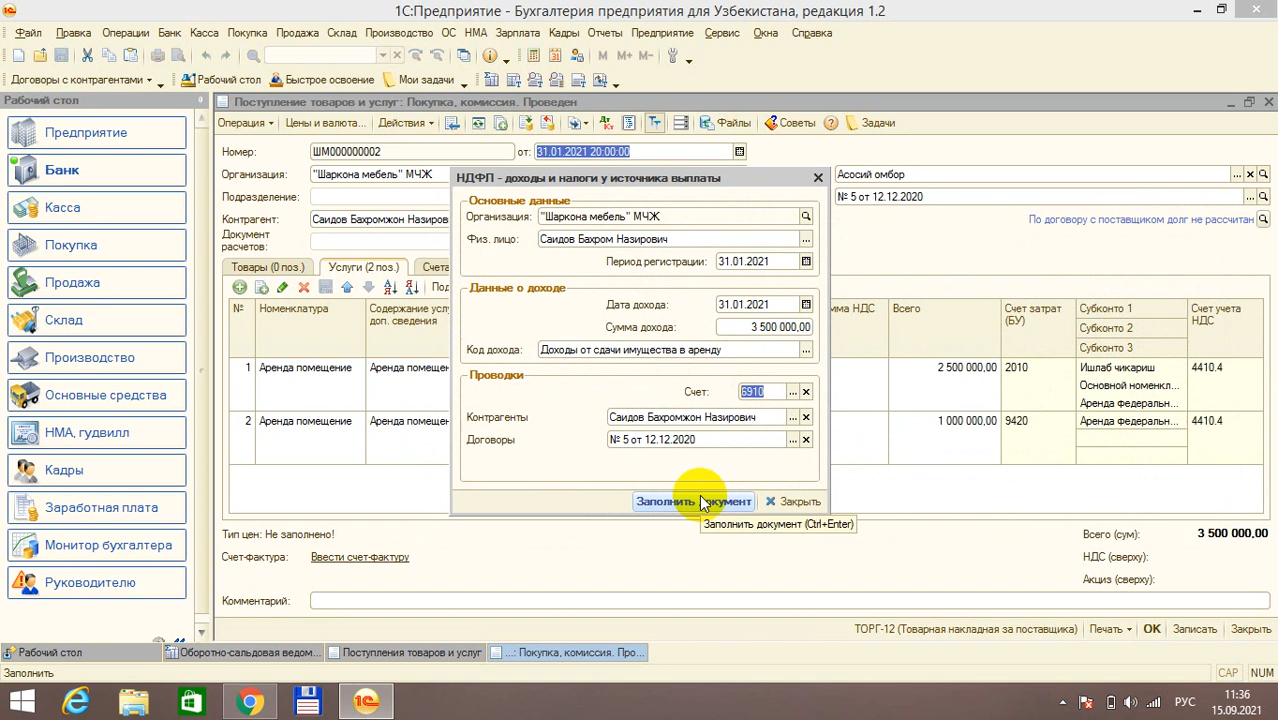 1С:Предприятие - Бухгалтерия предприятия для Узбекистана, редакция 1.2
Файл Правка Операции Банк Касса Покупка Продажа Склад Производство ОС НМА Зарплата Кадры Отчеты Предприятие Сервис Окна Справка
M M+ M-
Договоры с контрагентами Рабочий стол Быстрое освоение Мои задачи
Рабочий стол
Предприятие
Банк
Касса
Покупка
Продажа
Склад
Производство
Основные средства
НМА, гудвилл
Кадры
Заработная плата
Монитор бухгалтера
Руководителю
Поступление товаров и услуг: Покупка, комиссия. Проведен
Операция Цены и валюта... Действия Файлы Советы Задачи
Номер: ШМ000000002 от: 31.01.2021 20:00:00
Организация: "Шаркона мебель" МЧЖ Асосий омбор
Подразделение: № 5 от 12.12.2020
Контрагент: Саидов Бахромжон Назиров По договору с поставщиком долг не рассчитан
Документ расчетов:
Товары (0 поз.) Услуги (2 поз.) Счета
№ Номенклатура Содержание усл доп. сведения НДС Всего Счет затрат (БУ) Субконто 1 Счет учета НДС
Субконто 2
Субконто 3
1 Аренда помещение Аренда помещение 2 500 000,00 2010 Ишлаб чикариш 4410.4
Основной номенкл...
Аренда федеральн...
2 Аренда помещение Аренда помещение 1 000 000,00 9420 Аренда федеральн... 4410.4
НДФЛ - доходы и налоги у источника выплаты
Основные данные
Организация: "Шаркона мебель" МЧЖ
Физ. лицо: Саидов Бахром Назирович
Период регистрации: 31.01.2021
Данные о доходе
Дата дохода: 31.01.2021
Сумма дохода: 3 500 000,00
Код дохода: Доходы от сдачи имущества в аренду
Проводки
Счет: 6910
Контрагенты Саидов Бахромжон Назирович
Договоры № 5 от 12.12.2020
Заполнить документ Закрыть
Заполнить документ (Ctrl+Enter)
Тип цен: Не заполнено! Всего (сум): 3 500 000,00
Счет-фактура: Ввести счет-фактуру НДС (сверху):
Акциз (сверху):
Комментарий:
ТОРГ-12 (Товарная накладная за поставщика) Печать OK Записать Закрыть
Рабочий стол Оборотно-сальдовая ведом... Поступления товаров и услуг ...: Покупка, комиссия. Про...
Заполнить CAP NUM
РУС 11:36
15.09.2021